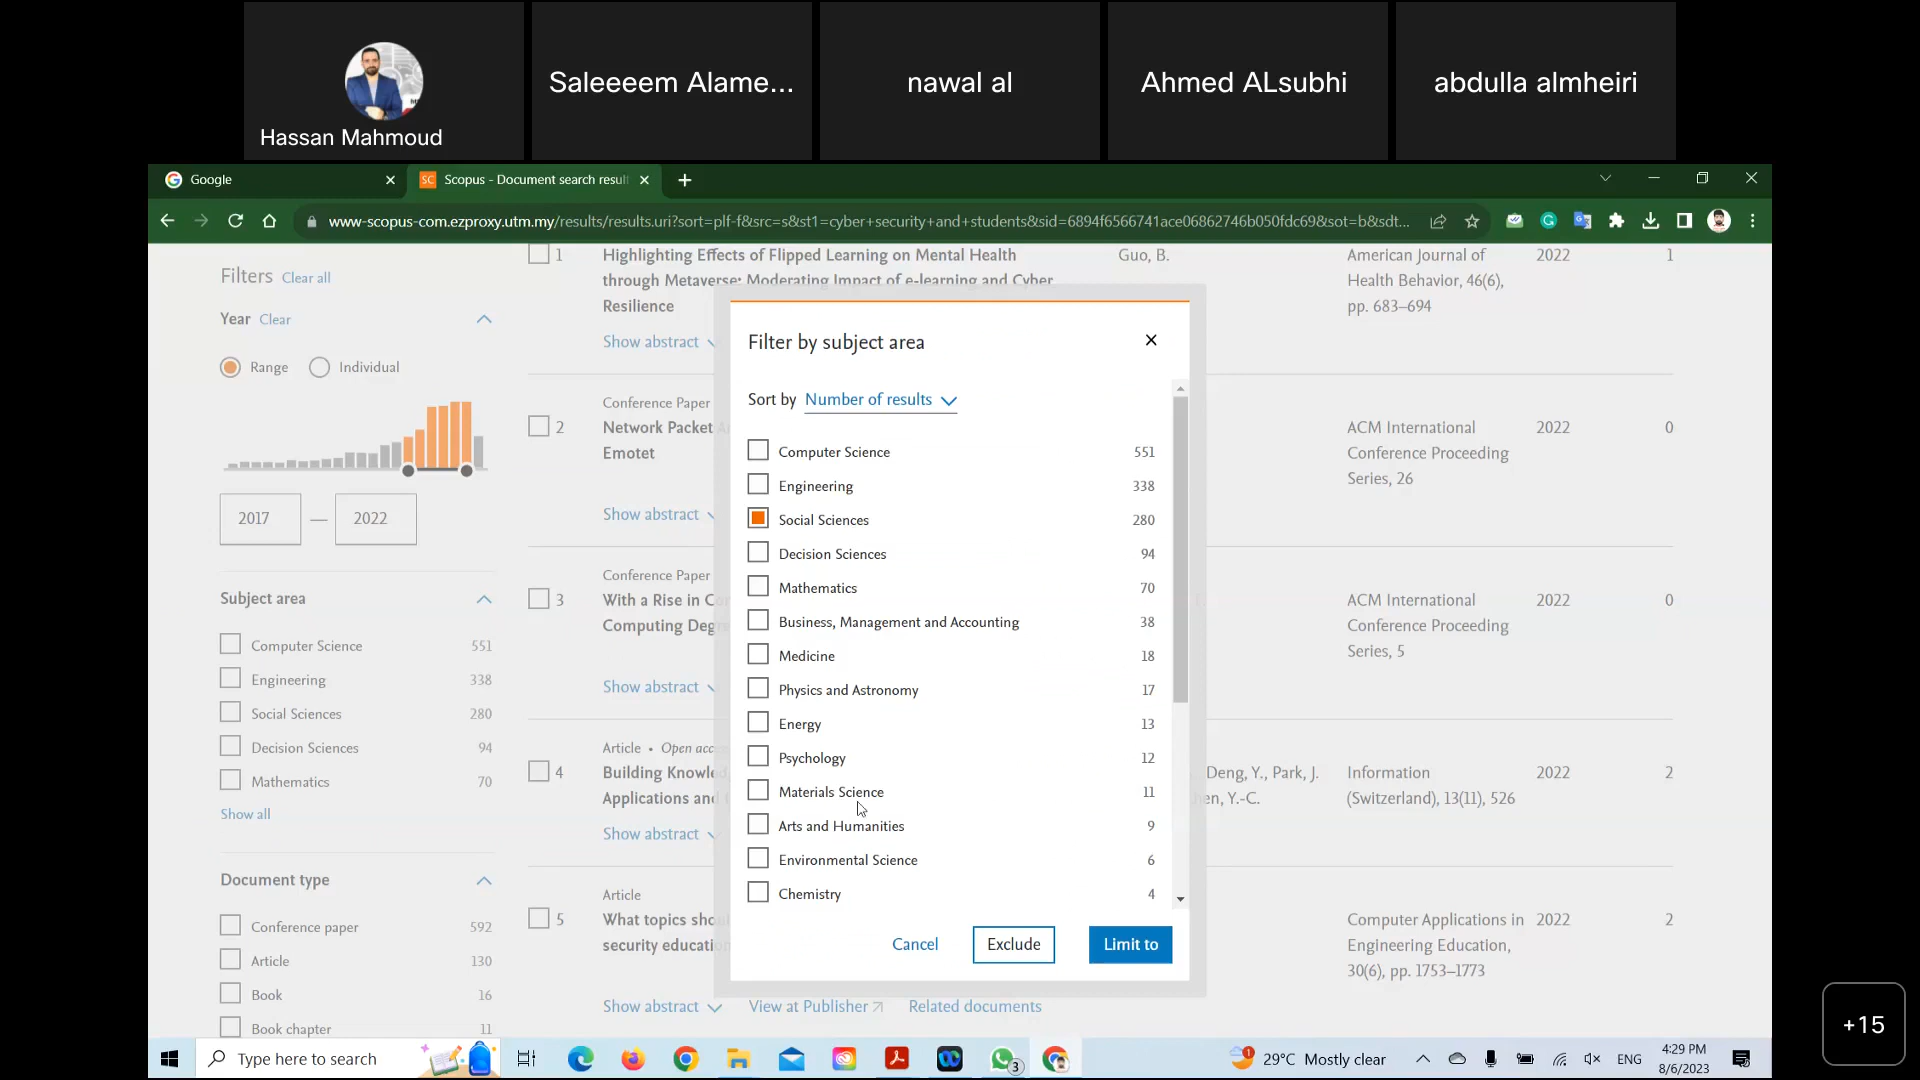 Hassan Mahmoud
Saleeeem Alame...
nawal al
Ahmed ALsubhi
abdulla almheiri
Google
SC
Scopus - Document search resul
www-scopus-com.ezproxy.utm.my/results/results.uri?sort=plf-f&src=s&st1=cyber+security+and+students&sid=6894f6566741ace06862746b050fdc69&sot=b&sdt...
Filters Clear all
Year Clear
Range Individual
2017 — 2022
Subject area
Computer Science 551
Engineering 338
Social Sciences 280
Decision Sciences 94
Mathematics 70
Show all
Document type
Conference paper 592
Article 130
Book 16
Book chapter 11
1 Highlighting Effects of Flipped Learning on Mental Health
through Metaverse: Moderating Impact of e-learning and Cyber
Resilience
Guo, B.
American Journal of
Health Behavior, 46(6),
pp. 683–694
2022
1
Show abstract
Conference Paper
2 Network Packet
Emotet
ACM International
Conference Proceeding
Series, 26
2022
0
Show abstract
Conference Paper
3 With a Rise in
Computing
ACM International
Conference Proceeding
Series, 5
2022
0
Show abstract
Article • Open
4 Building
Applications and
Deng, Y., Park, J.
Y.-C.
Information
(Switzerland), 13(11), 526
2022
2
Show abstract
Article
5 What topics
security
Computer Applications in
Engineering Education,
30(6), pp. 1753–1773
2022
2
Show abstract View at Publisher Related documents
Filter by subject area
Sort by Number of results
Computer Science 551
Engineering 338
Social Sciences 280
Decision Sciences 94
Mathematics 70
Business, Management and Accounting 38
Medicine 18
Physics and Astronomy 17
Energy 13
Psychology 12
Materials Science 11
Arts and Humanities 9
Environmental Science 6
Chemistry 4
Cancel Exclude Limit to
+15
Type here to search
3
1
29°C Mostly clear
ENG
4:29 PM
8/6/2023